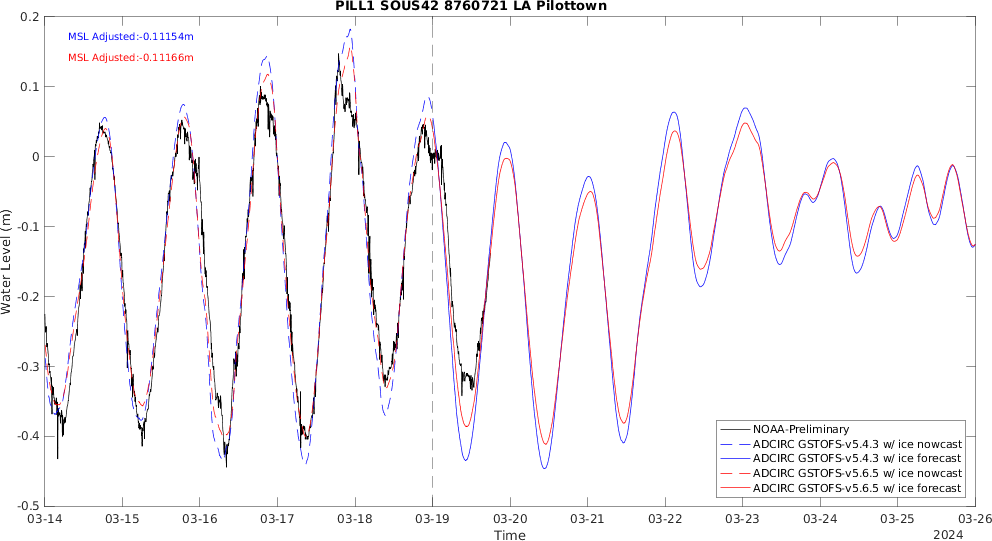 PILL1 SOUS42 8760721 LA Pilottown
MSL Adjusted:-0.11154m
MSL Adjusted:-0.11166m
0.2
0.1
0
-0.1
-0.2
-0.3
-0.4
-0.5
Water Level (m)
NOAA-Preliminary
ADCIRC GSTOFS-v5.4.3 w/ ice nowcast
ADCIRC GSTOFS-v5.4.3 w/ ice forecast
ADCIRC GSTOFS-v5.6.5 w/ ice nowcast
ADCIRC GSTOFS-v5.6.5 w/ ice forecast
03-14 03-15 03-16 03-17 03-18 03-19 03-20 03-21 03-22 03-23 03-24 03-25 03-26
Time
2024